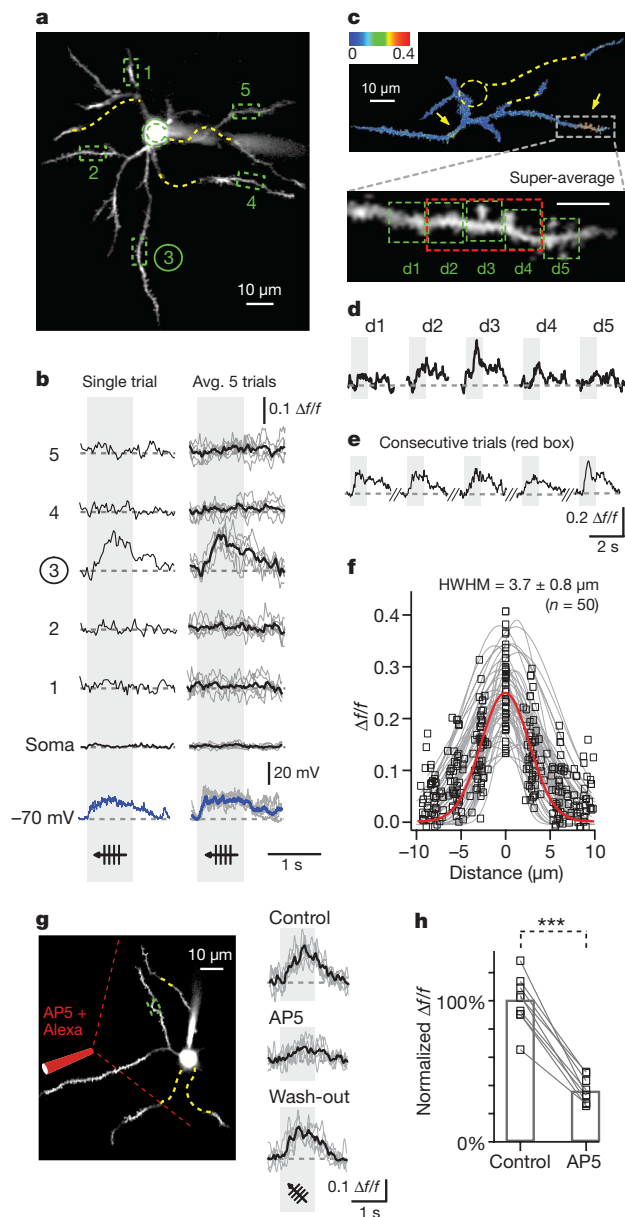 a
1
5
2
4
3
10 µm
b
Single trial
Avg. 5 trials
0.1 Δf/f
5
4
3
2
1
Soma
20 mV
−70 mV
1 s
c
0
0.4
10 µm
Super-average
d1
d2
d3
d4
d5
d
d1
d2
d3
d4
d5
e
Consecutive trials (red box)
0.2 Δf/f
2 s
f
HWHM = 3.7 ± 0.8 µm
(n = 50)
0.4
0.3
0.2
0.1
0.0
Δf/f
−10
−5
0
5
10
Distance (µm)
g
10 µm
AP5 +
Alexa
Control
AP5
Wash-out
0.1 Δf/f
1 s
h
***
100%
0%
Normalized Δf/f
Control
AP5